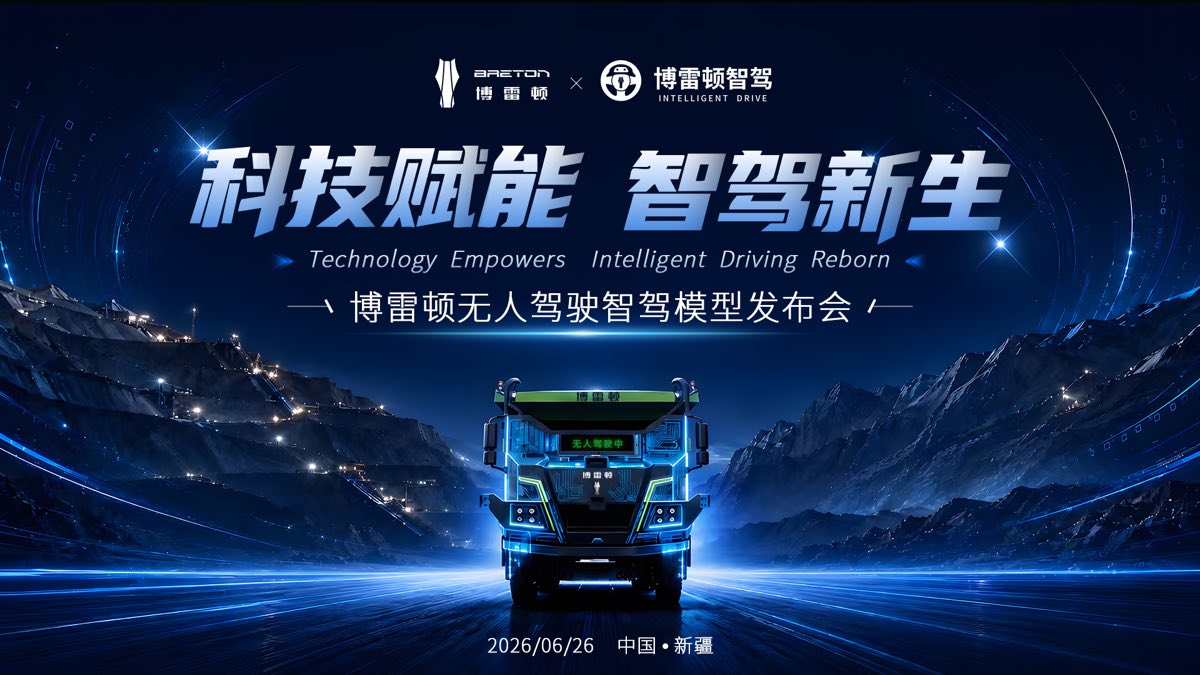 BRETON
博雷顿
×
博雷顿智驾
INTELLIGENT DRIVE
科技赋能 智驾新生
Technology Empowers Intelligent Driving Reborn
博雷顿无人驾驶智驾模型发布会
博雷顿
无人驾驶中
博雷顿
2026/06/26 中国•新疆